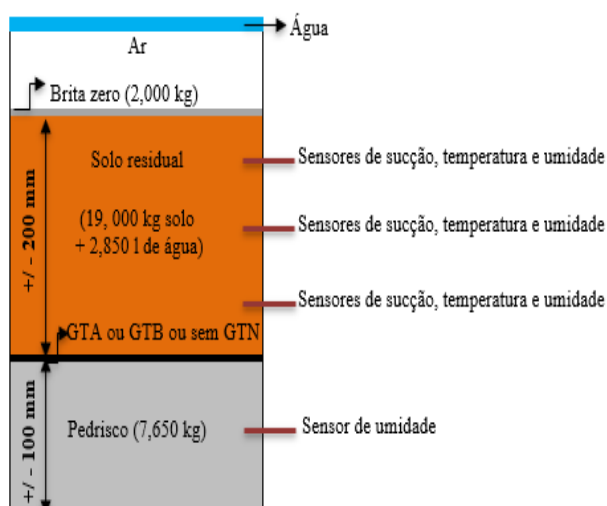 Água
Ar
Brita zero (2,000 kg)
Solo residual
Sensores de sucção, temperatura e umidade
(19, 000 kg solo
+ 2,850 l de água)
Sensores de sucção, temperatura e umidade
+/- 200 mm
Sensores de sucção, temperatura e umidade
GTA ou GTB ou sem GTN
Pedrisco (7,650 kg)
Sensor de umidade
+/- 100 mm